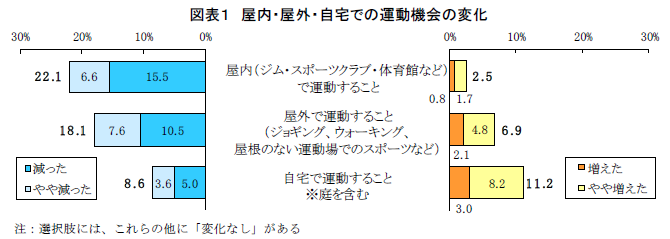 図表1 屋内・屋外・自宅での運動機会の変化
30% 20% 10% 0% 0% 10% 20% 30%
22.1 6.6 15.5 屋内(ジム・スポーツクラブ・体育館など)で運動すること 0.8 1.7 2.5
18.1 7.6 10.5 屋外で運動すること
(ジョギング、ウォーキング、
屋根のない運動場でのスポーツなど) 2.1 4.8 6.9
8.6 3.6 5.0 自宅で運動すること
※庭を含む 3.0 8.2 11.2
減った
やや減った
増えた
やや増えた
注:選択肢には、これらの他に「変化なし」がある